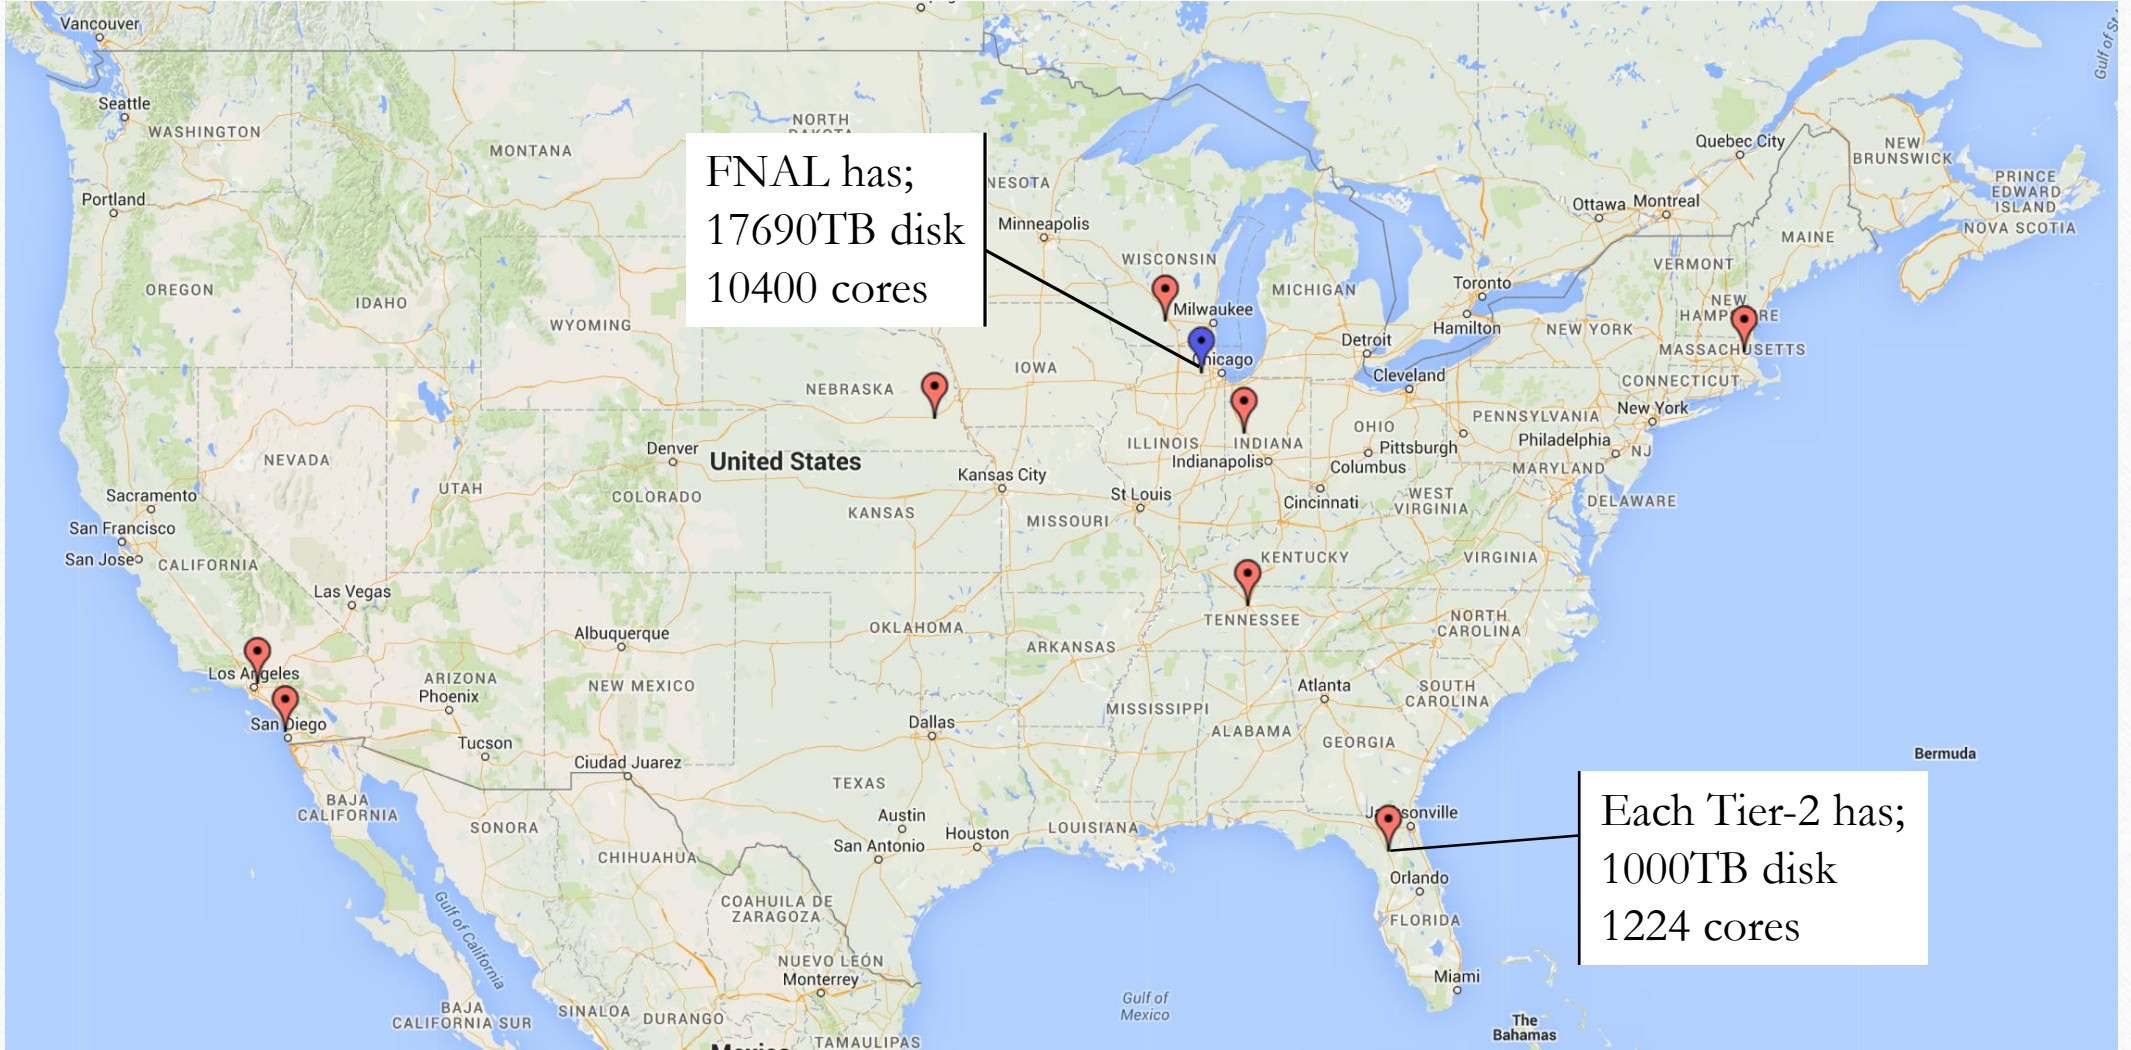 Vancouver
Gulf of St
Seattle
WASHINGTON
NORTH
MONTANA
Quebec City
NEW
BRUNSWICK
FNAL has;
17690TB disk
10400 cores
NESOTA
PRINCE
EDWARD
ISLAND
Portland
Ottawa
Montreal
Minneapolis
NOVA SCOTIA
MAINE
WISCONSIN
VERMONT
OREGON
IDAHO
MICHIGAN
Toronto
NEW
Milwaukee
WYOMING
Hamilton
NEW YORK
Detroit
MASSACHUSETTS
Chicago
IOWA
Cleveland
CONNECTICUT
NEBRASKA
New York
PENNSYLVANIA
OHIO
Philadelphia
ILLINOIS
INDIANA
Pittsburgh
NJ
Denver
United States
NEVADA
Indianapolis
Columbus
MARYLAND
Kansas City
UTAH
COLORADO
Sacramento
St Louis
Cincinnati
WEST
VIRGINIA
DELAWARE
KANSAS
MISSOURI
San Francisco
San Jose
CALIFORNIA
KENTUCKY
VIRGINIA
Las Vegas
NORTH
CAROLINA
TENNESSEE
OKLAHOMA
Albuquerque
ARKANSAS
Los Angeles
ARIZONA
Phoenix
NEW MEXICO
Atlanta
SOUTH
CAROLINA
MISSISSIPPI
San Diego
Dallas
ALABAMA
GEORGIA
Tucson
Ciudad Juarez
Bermuda
TEXAS
BAJA
CALIFORNIA
Each Tier-2 has;
1000TB disk
1224 cores
Austin
SONORA
Houston
LOUISIANA
San Antonio
CHIHUAHUA
Orlando
COAHUILA DE
ZARAGOZA
FLORIDA
Gulf of California
NUEVO LEÓN
Monterrey
Miami
Gulf of
Mexico
BAJA
CALIFORNIA SUR
SINALOA
DURANGO
The
Bahamas
TAMAULIPAS